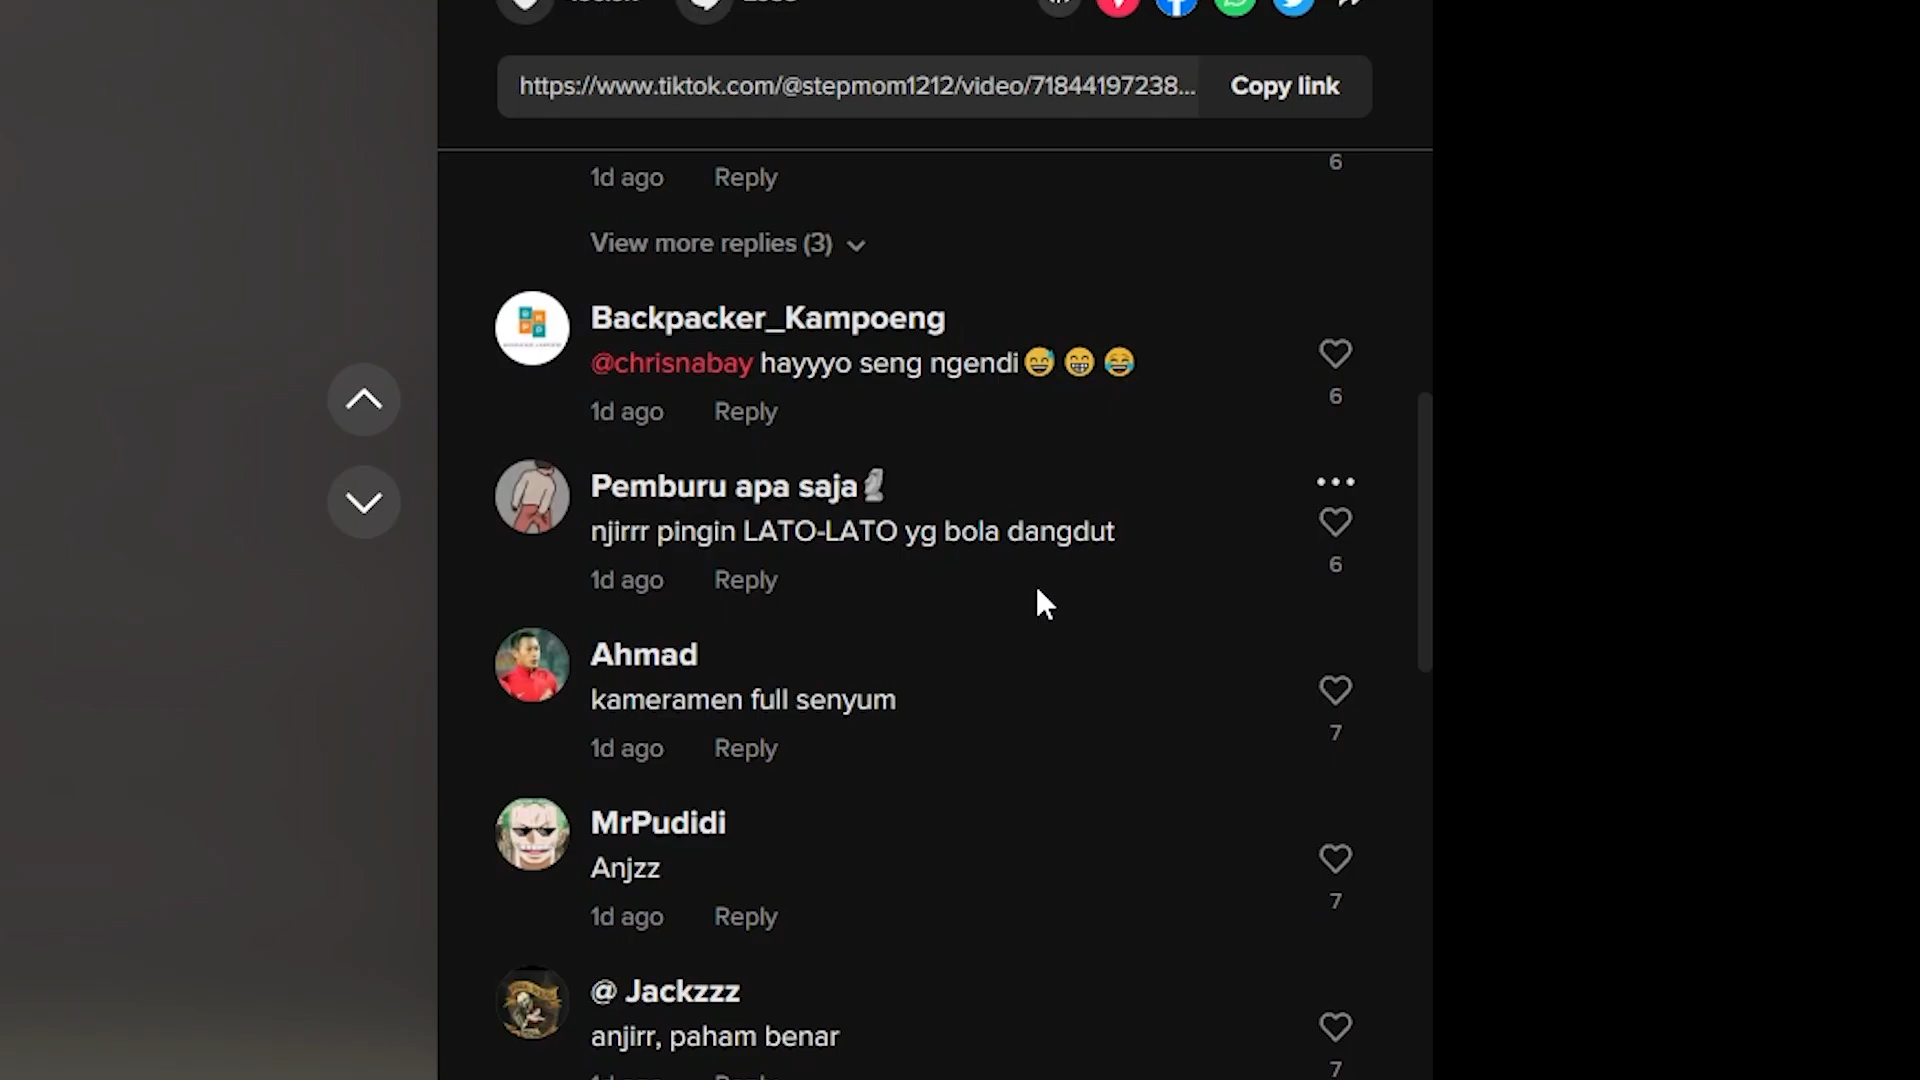 https://www.tiktok.com/@stepmom1212/video/71844197238... Copy link
6
1d ago Reply
View more replies (3)
Backpacker_Kampoeng
@chrisnabay hayyyo seng ngendi😅 😁 😂
6
1d ago Reply
Pemburu apa saja🗿
njirrr pingin LATO-LATO yg bola dangdut
6
1d ago Reply
Ahmad
kameramen full senyum
7
1d ago Reply
MrPudidi
Anjzz
7
1d ago Reply
@ Jackzzz
anjirr, paham benar
7